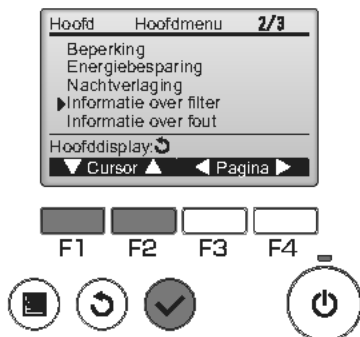 Hoofd Hoofdmenu 2/3
Beperking
Energiebesparing
Nachtverlaging
Informatie over filter
Informatie over fout
Hoofddisplay:
Cursor Pagina
F1 F2 F3 F4